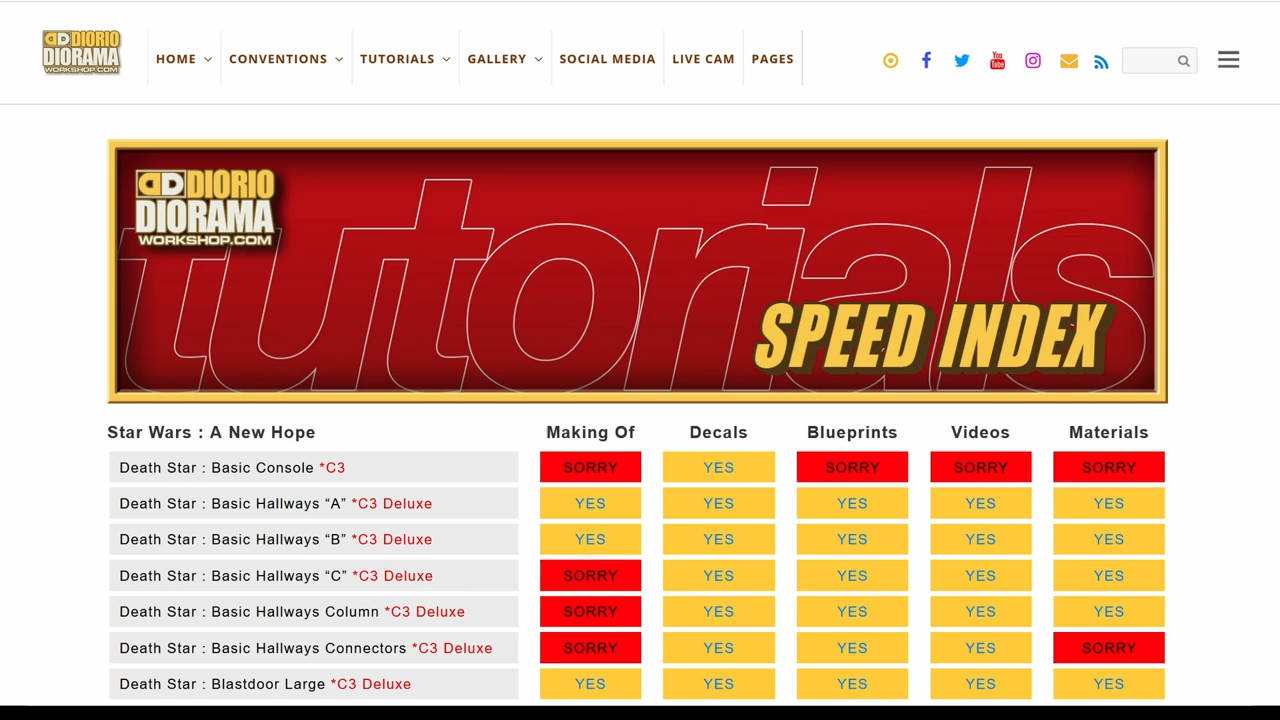 DD DIORIO
DIORAMA
WORKSHOP.COM
HOME CONVENTIONS TUTORIALS GALLERY SOCIAL MEDIA LIVE CAM PAGES
You Tube
DD DIORIO
DIORAMA
WORKSHOP.COM
tutorials
SPEED INDEX
Star Wars : A New Hope Making Of Decals Blueprints Videos Materials
Death Star : Basic Console *C3 SORRY YES SORRY SORRY SORRY
Death Star : Basic Hallways “A” *C3 Deluxe YES YES YES YES YES
Death Star : Basic Hallways “B” *C3 Deluxe YES YES YES YES YES
Death Star : Basic Hallways “C” *C3 Deluxe SORRY YES YES YES YES
Death Star : Basic Hallways Column *C3 Deluxe SORRY YES YES YES YES
Death Star : Basic Hallways Connectors *C3 Deluxe SORRY YES YES YES SORRY
Death Star : Blastdoor Large *C3 Deluxe YES YES YES YES YES